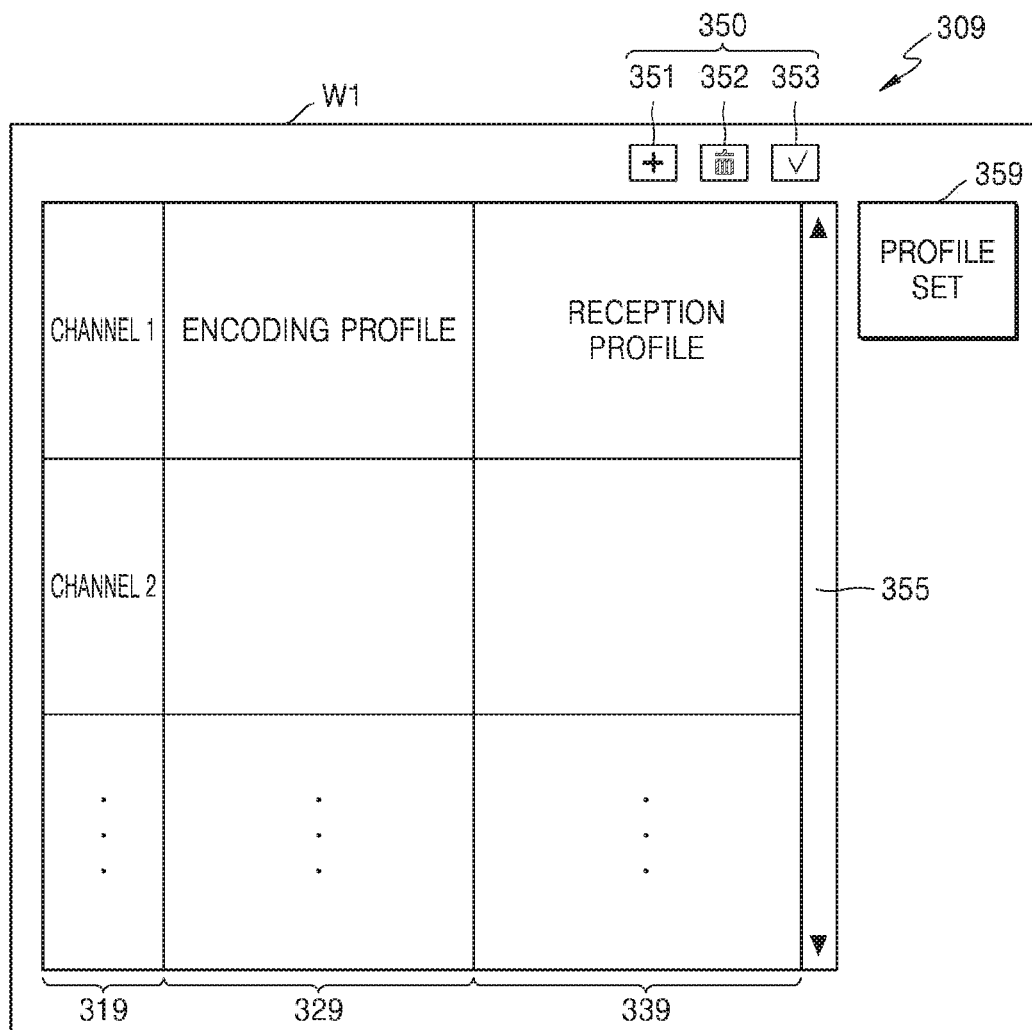 350
309
351 352 353
W1
+
359
PROFILE
SET
CHANNEL 1
ENCODING PROFILE
RECEPTION
PROFILE
CHANNEL 2
355
319
329
339